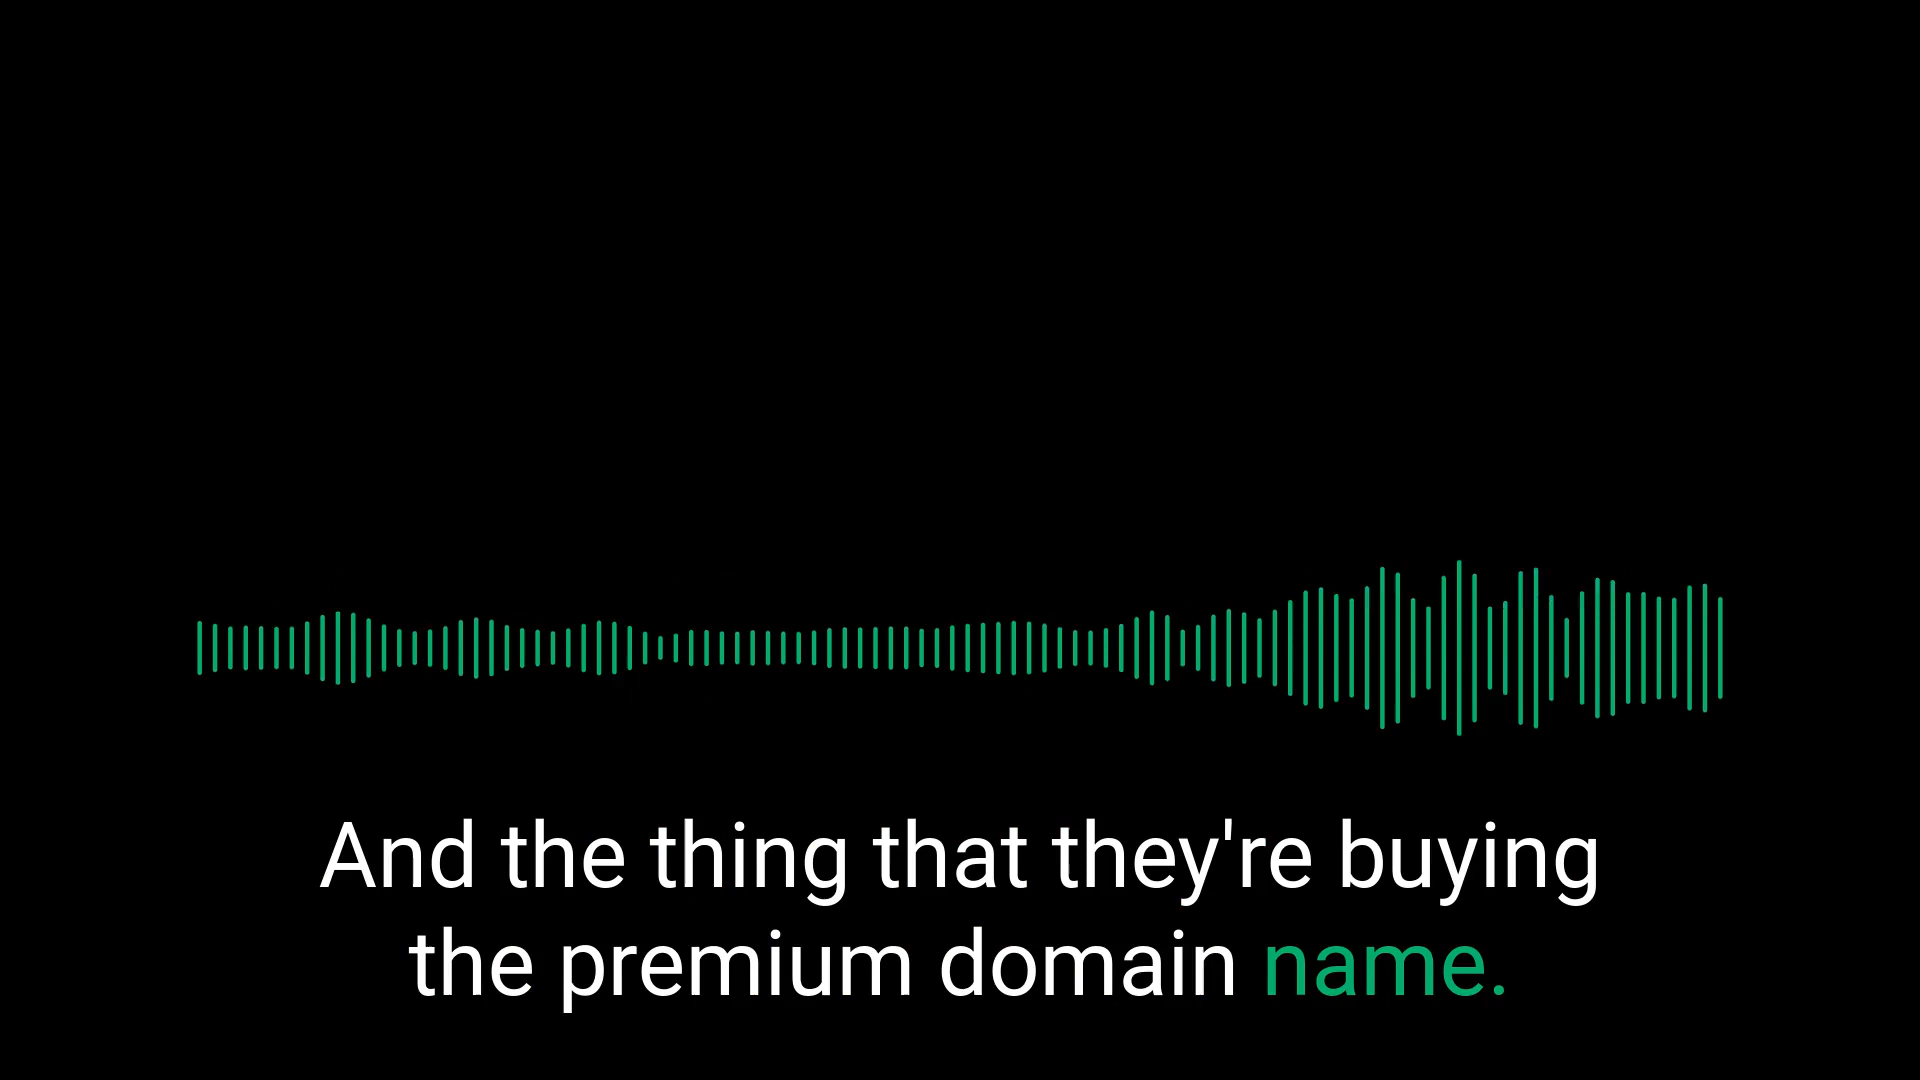 And the thing that they're buying
the premium domain name.